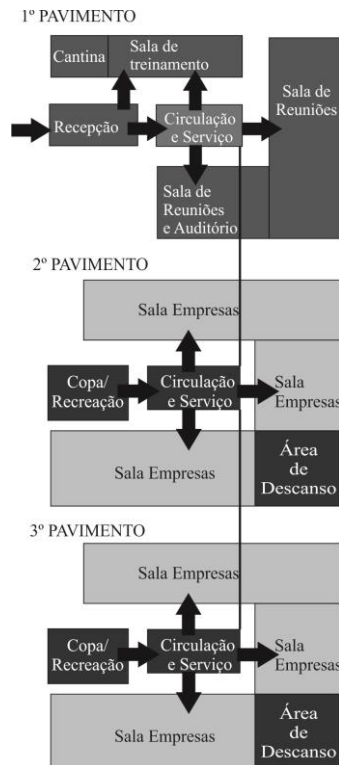 1º PAVIMENTO
Cantina
Sala de
treinamento
Recepção
Circulação
e Serviço
Sala de
Reuniões
Sala de
Reuniões
e Auditório
2º PAVIMENTO
Sala Empresas
Copa/
Recreação
Circulação
e Serviço
Sala
Empresas
Sala Empresas
Área
de
Descanso
3º PAVIMENTO
Sala Empresas
Copa/
Recreação
Circulação
e Serviço
Sala
Empresas
Sala Empresas
Área
de
Descanso